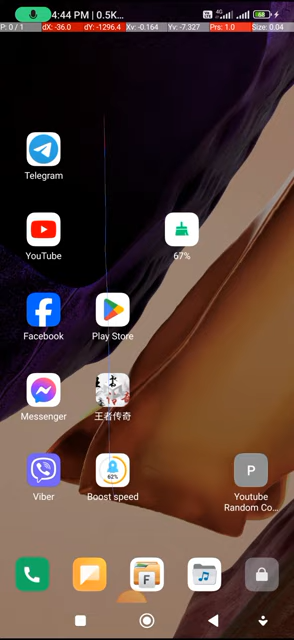 4:44 PM | 0.5K...
4G
68
P: 0 / 1 dX: -36.0 dY: -1296.4 Xv: -0.164 Yv: -7.327 Prs: 1.0 Size: 0.04
Telegram
YouTube
67%
Facebook
Play Store
Messenger
王者传奇
62%
P
Viber
Boost speed
Youtube
Random Co...
F